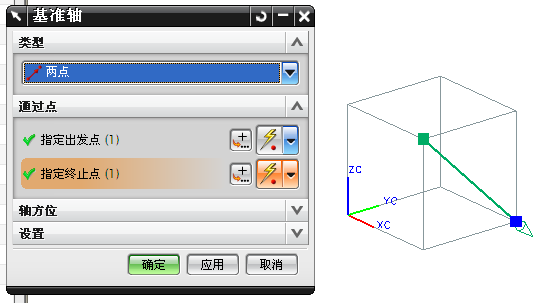 基准轴
类型
两点
通过点
指定出发点 (1)
指定终止点 (1)
轴方位
设置
确定 应用 取消
ZC
YC
XC